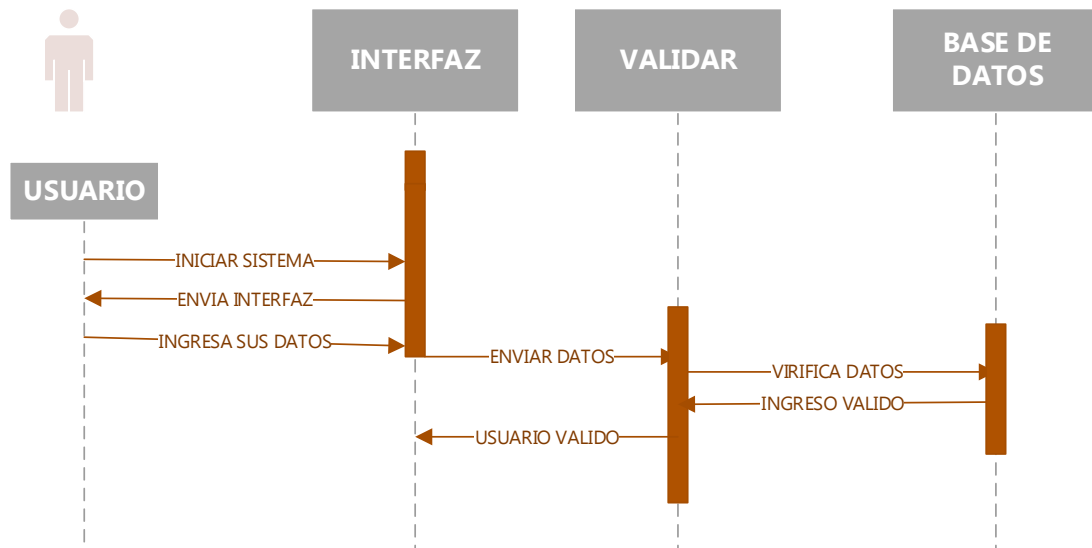 INTERFAZ
VALIDAR
BASE DE
DATOS
USUARIO
INICIAR SISTEMA
ENVIA INTERFAZ
INGRESA SUS DATOS
ENVIAR DATOS
VIRIFICA DATOS
INGRESO VALIDO
USUARIO VALIDO